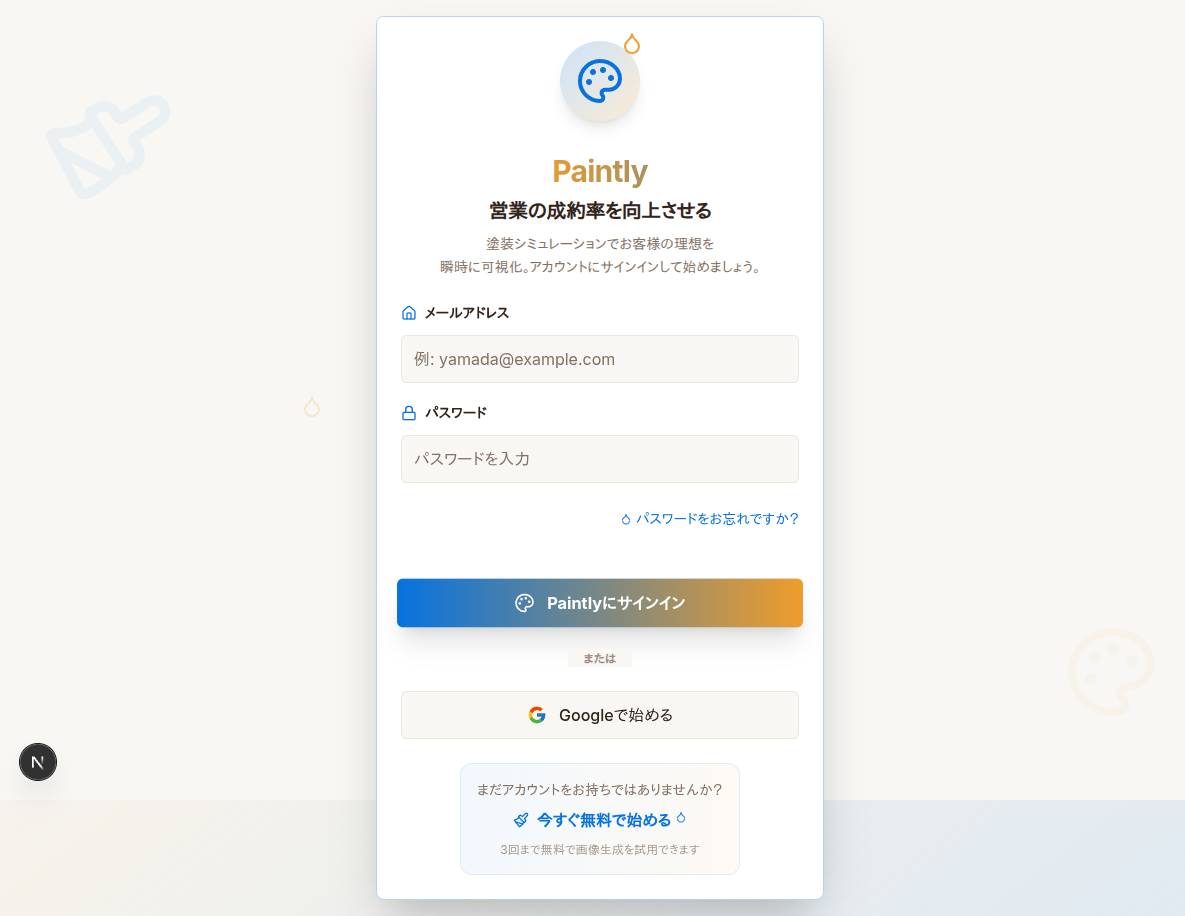 Paintly
営業の成約率を向上させる
塗装シミュレーションでお客様の理想を
瞬時に可視化。アカウントにサインインして始めましょう。
メールアドレス
例: yamada@example.com
パスワード
パスワードを入力
パスワードをお忘れですか？
Paintlyにサインイン
または
Googleで始める
まだアカウントをお持ちではありませんか？
今すぐ無料で始める
3回まで無料で画像生成を試用できます
N